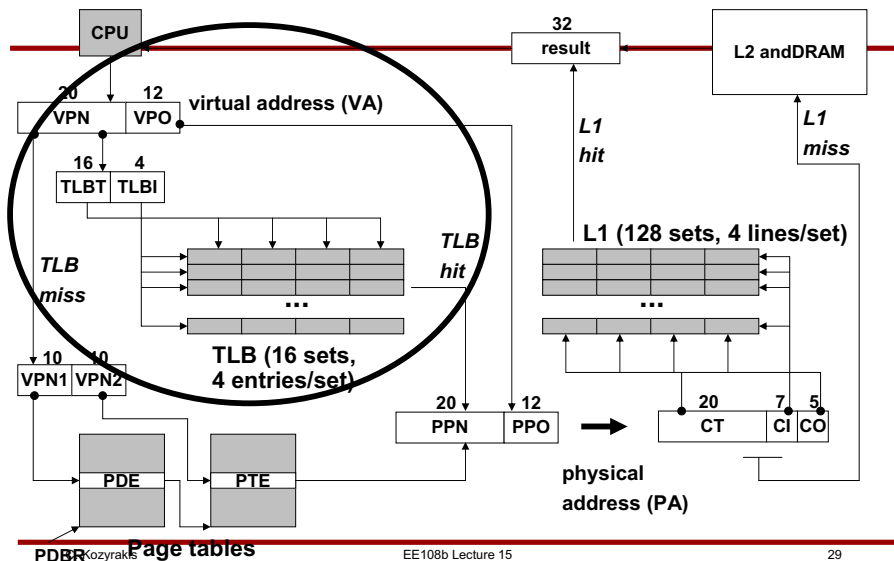 CPU
32
result
L2 andDRAM
20
12
VPN
VPO
virtual address (VA)
L1
hit
L1
miss
16
4
TLBT
TLBI
L1 (128 sets, 4 lines/set)
TLB
hit
TLB
miss
...
...
TLB (16 sets,
4 entries/set)
10
10
VPN1
VPN2
20
12
PPN
PPO
20
7
5
CT
CI
CO
physical
address (PA)
PDE
PTE
PDBR
Page tables
C. Kozyrakis
EE108b Lecture 15
29